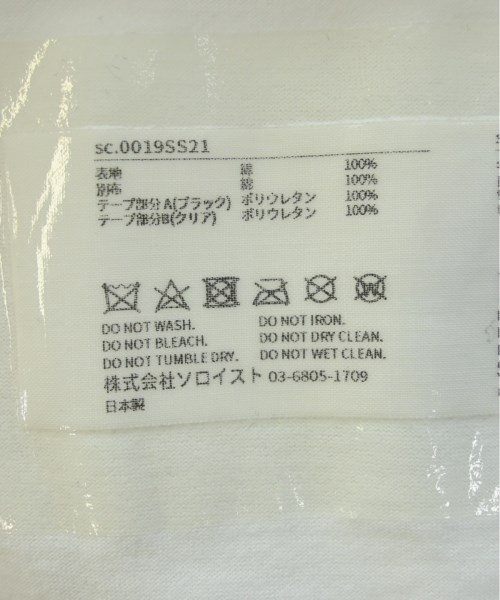 sc.0019SS21
表地 綿 100%
別布 綿 100%
テープ部分A(ブラック) ポリウレタン 100%
テープ部分B(クリア) ポリウレタン 100%
DO NOT WASH. DO NOT IRON.
DO NOT BLEACH. DO NOT DRY CLEAN.
DO NOT TUMBLE DRY. DO NOT WET CLEAN.
株式会社ソロイスト 03-6805-1709
日本製